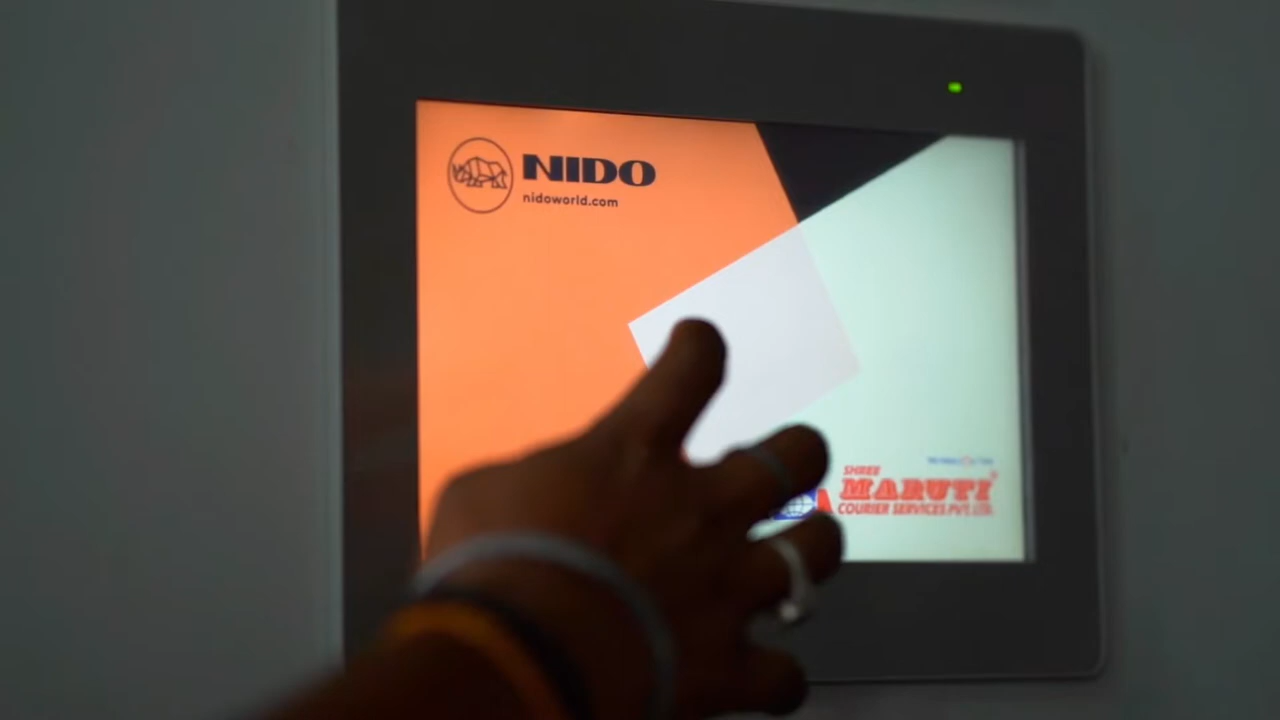 NIDO
nidoworld.com
SHREE
MARUTI
COURIER SERVICES PVT. LTD.